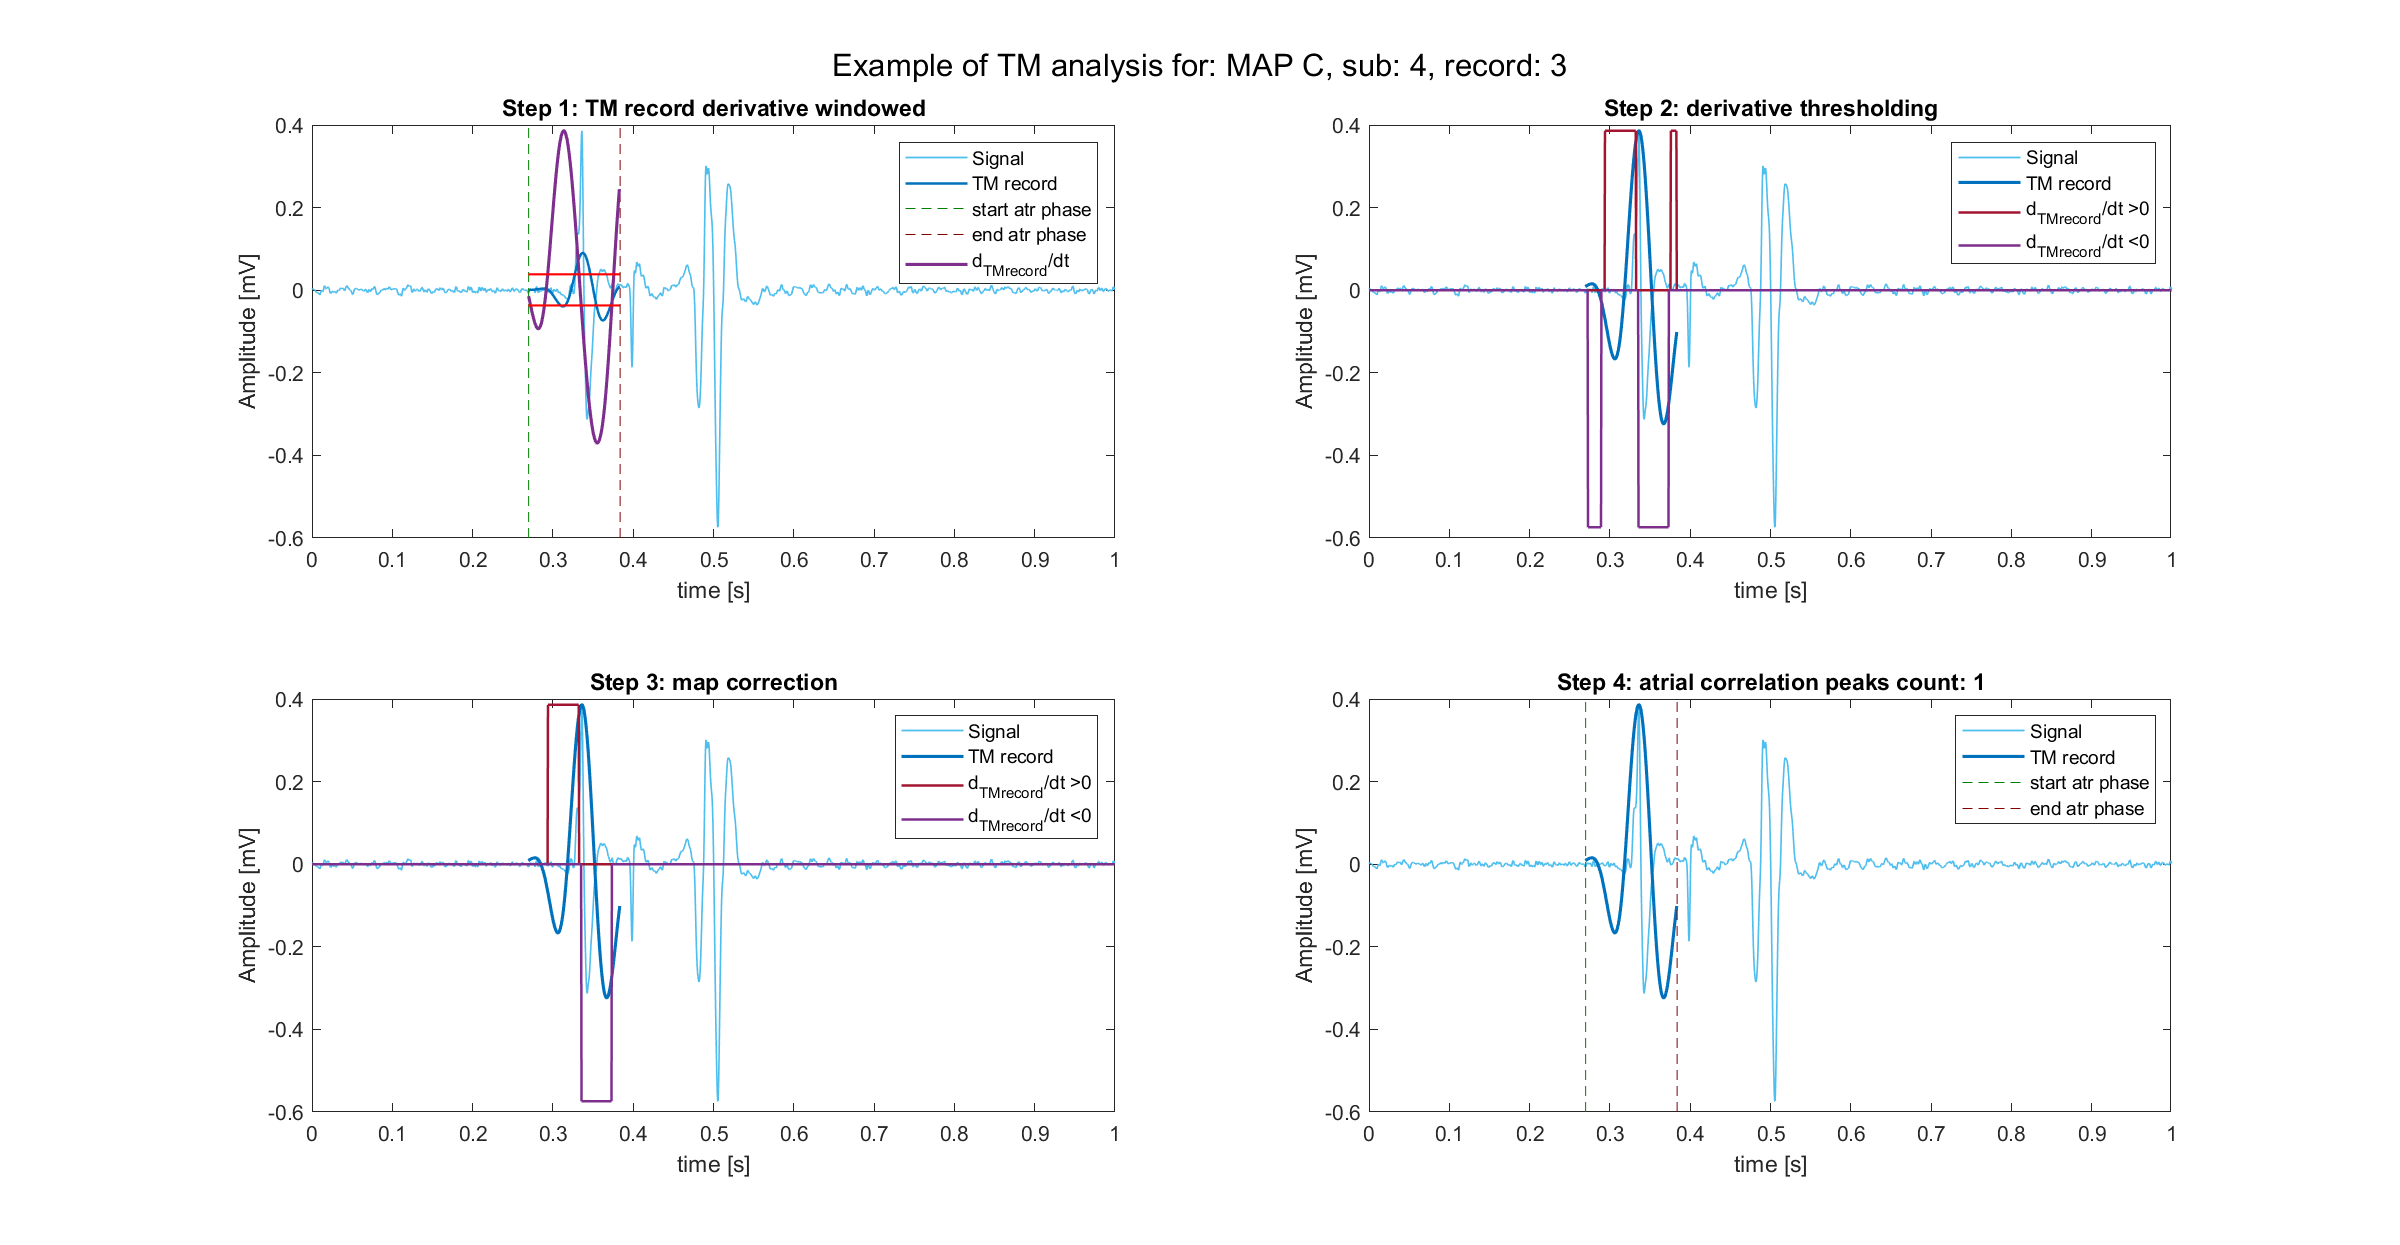 Example of TM analysis for: MAP C, sub: 4, record: 3
Step 1: TM record derivative windowed
0.4
0.2
0
-0.2
-0.4
-0.6
Amplitude [mV]
0 0.1 0.2 0.3 0.4 0.5 0.6 0.7 0.8 0.9 1
time [s]
Signal
TM record
start atr phase
end atr phase
dTMrecord/dt
Step 2: derivative thresholding
0.4
0.2
0
-0.2
-0.4
-0.6
Amplitude [mV]
0 0.1 0.2 0.3 0.4 0.5 0.6 0.7 0.8 0.9 1
time [s]
Signal
TM record
dTMrecord/dt >0
dTMrecord/dt <0
Step 3: map correction
0.4
0.2
0
-0.2
-0.4
-0.6
Amplitude [mV]
0 0.1 0.2 0.3 0.4 0.5 0.6 0.7 0.8 0.9 1
time [s]
Signal
TM record
dTMrecord/dt >0
dTMrecord/dt <0
Step 4: atrial correlation peaks count: 1
0.4
0.2
0
-0.2
-0.4
-0.6
Amplitude [mV]
0 0.1 0.2 0.3 0.4 0.5 0.6 0.7 0.8 0.9 1
time [s]
Signal
TM record
start atr phase
end atr phase